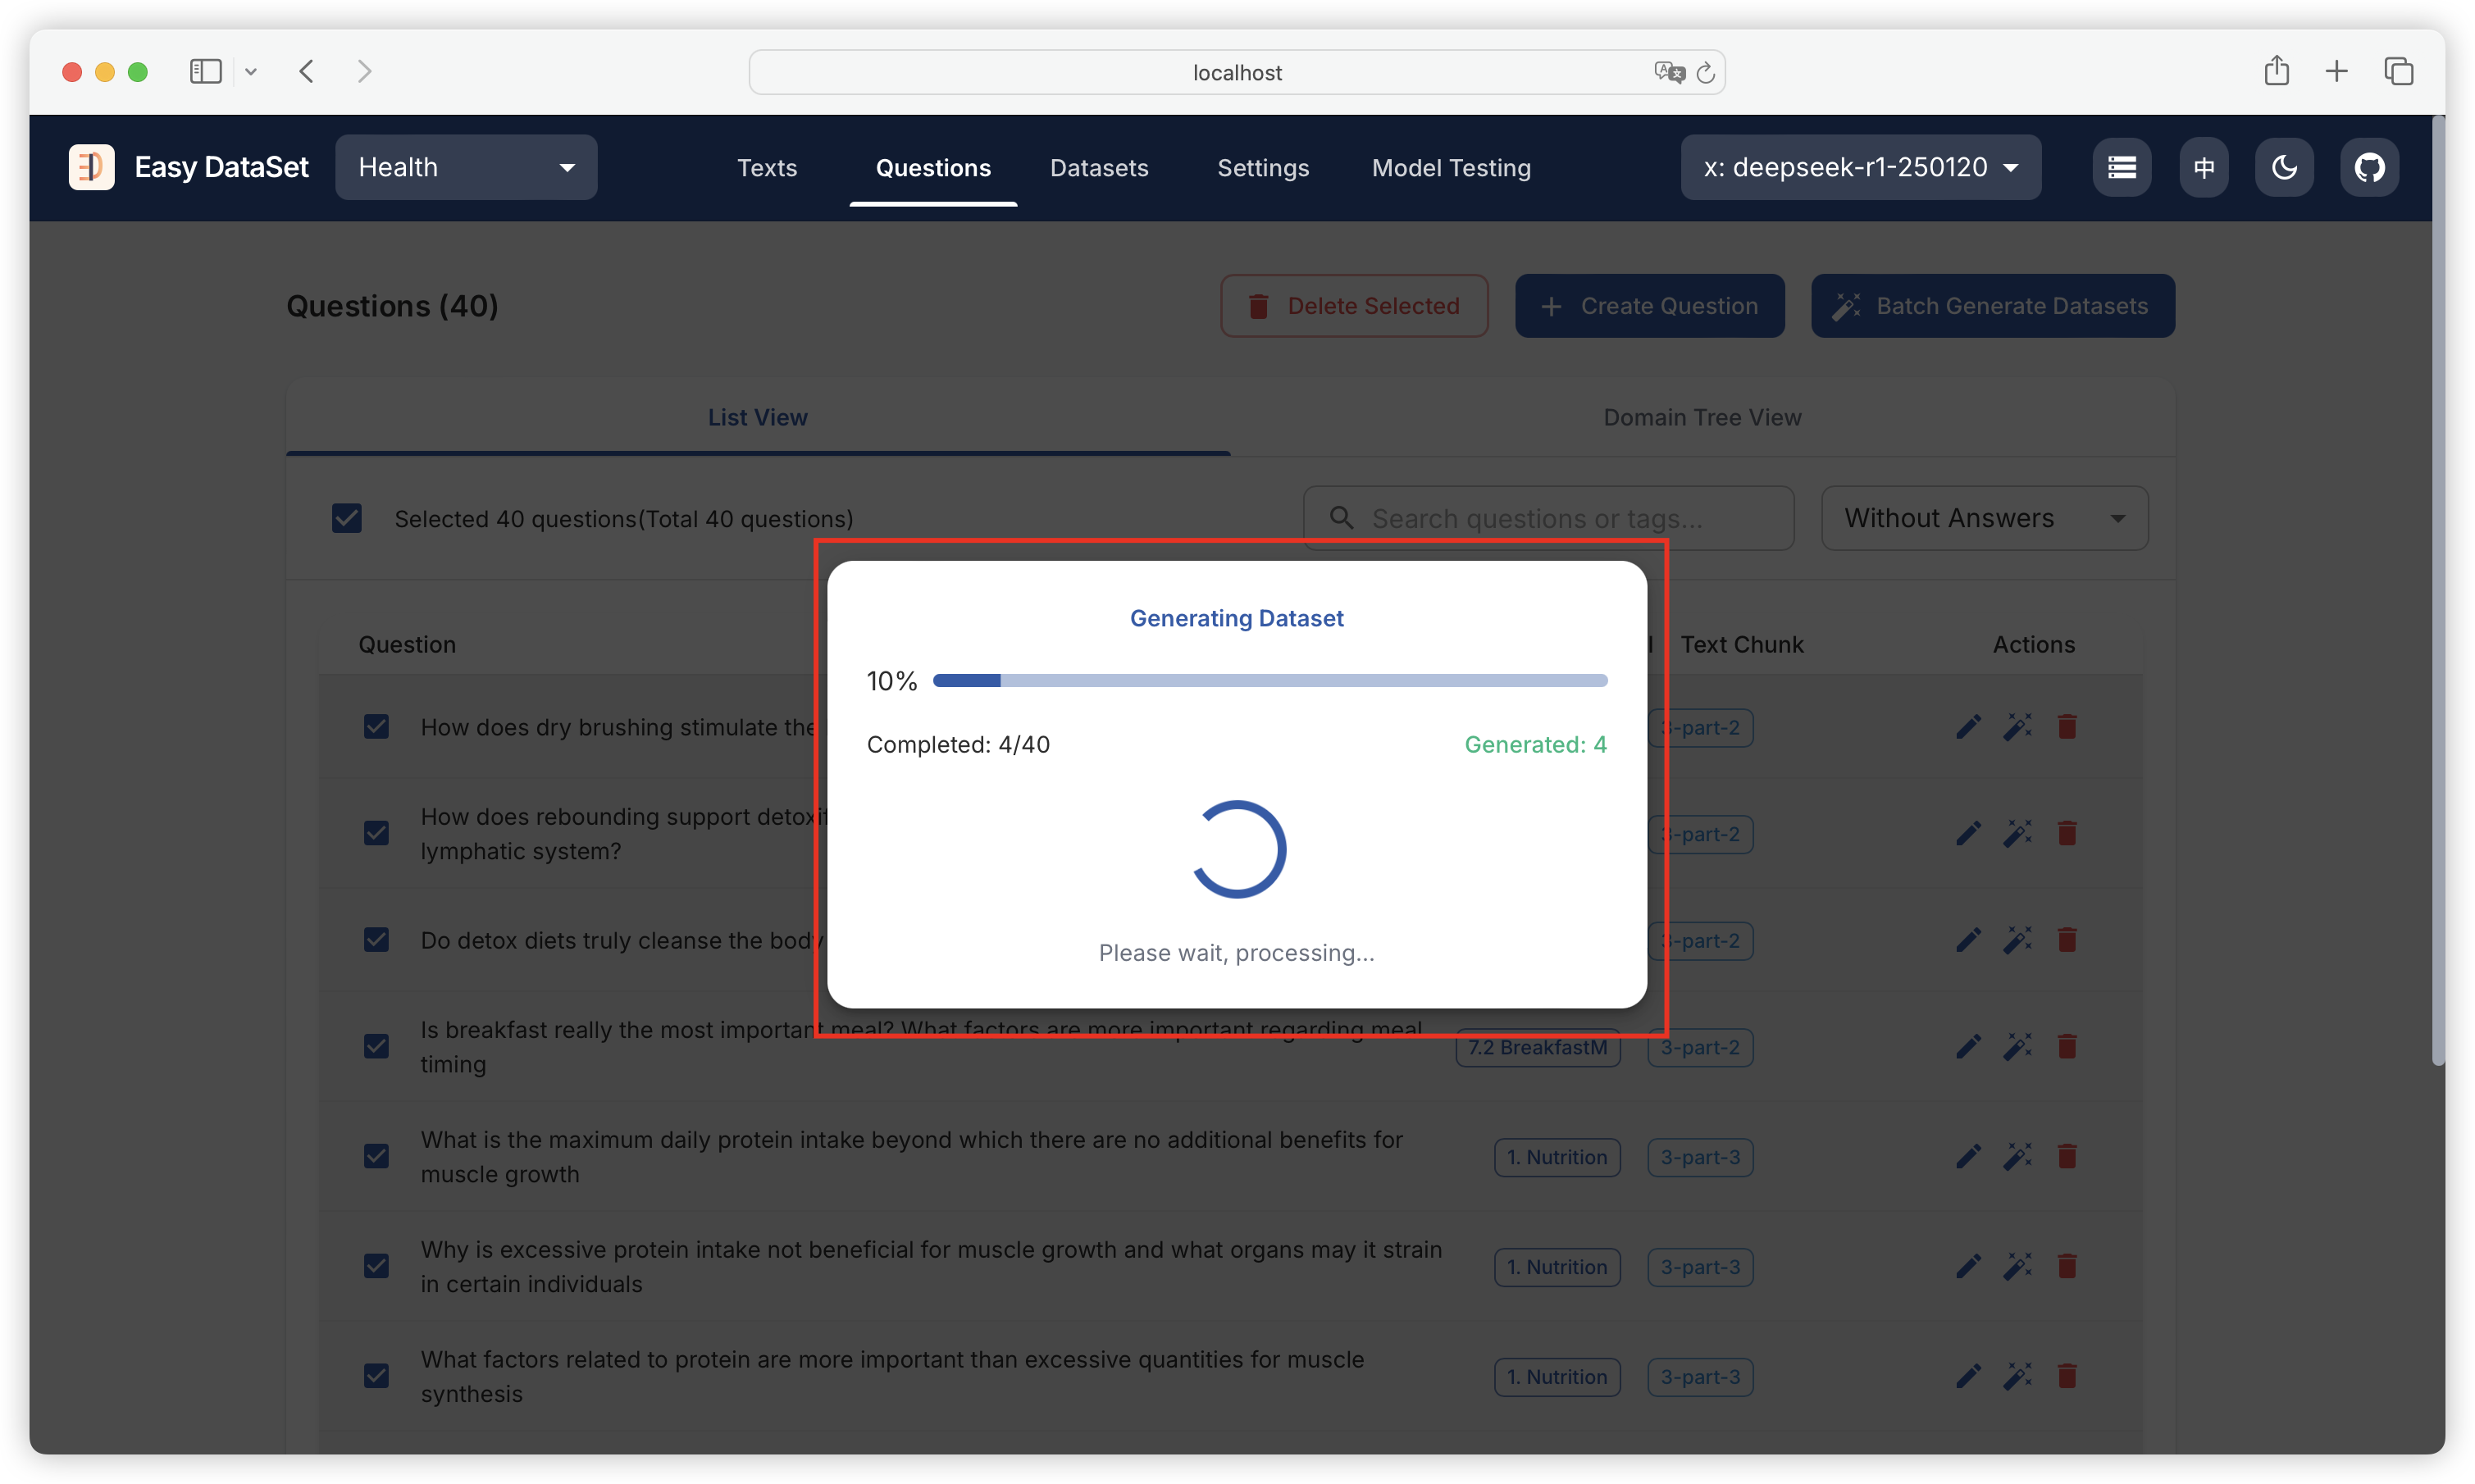 localhost
Easy DataSet
Health
Texts
Questions
Datasets
Settings
Model Testing
x: deepseek-r1-250120
中
Questions (40)
Delete Selected
Create Question
Batch Generate Datasets
List View
Domain Tree View
Selected 40 questions(Total 40 questions)
Search questions or tags...
Without Answers
Question
Text Chunk
Actions
Generating Dataset
10%
Completed: 4/40
Generated: 4
Please wait, processing...
How does dry brushing stimulate the
3-part-2
How does rebounding support detoxif
lymphatic system?
3-part-2
Do detox diets truly cleanse the body
3-part-2
Is breakfast really the most important meal? What factors are more important regarding meal
timing
7.2 BreakfastM
3-part-2
What is the maximum daily protein intake beyond which there are no additional benefits for
muscle growth
1. Nutrition
3-part-3
Why is excessive protein intake not beneficial for muscle growth and what organs may it strain
in certain individuals
1. Nutrition
3-part-3
What factors related to protein are more important than excessive quantities for muscle
synthesis
1. Nutrition
3-part-3